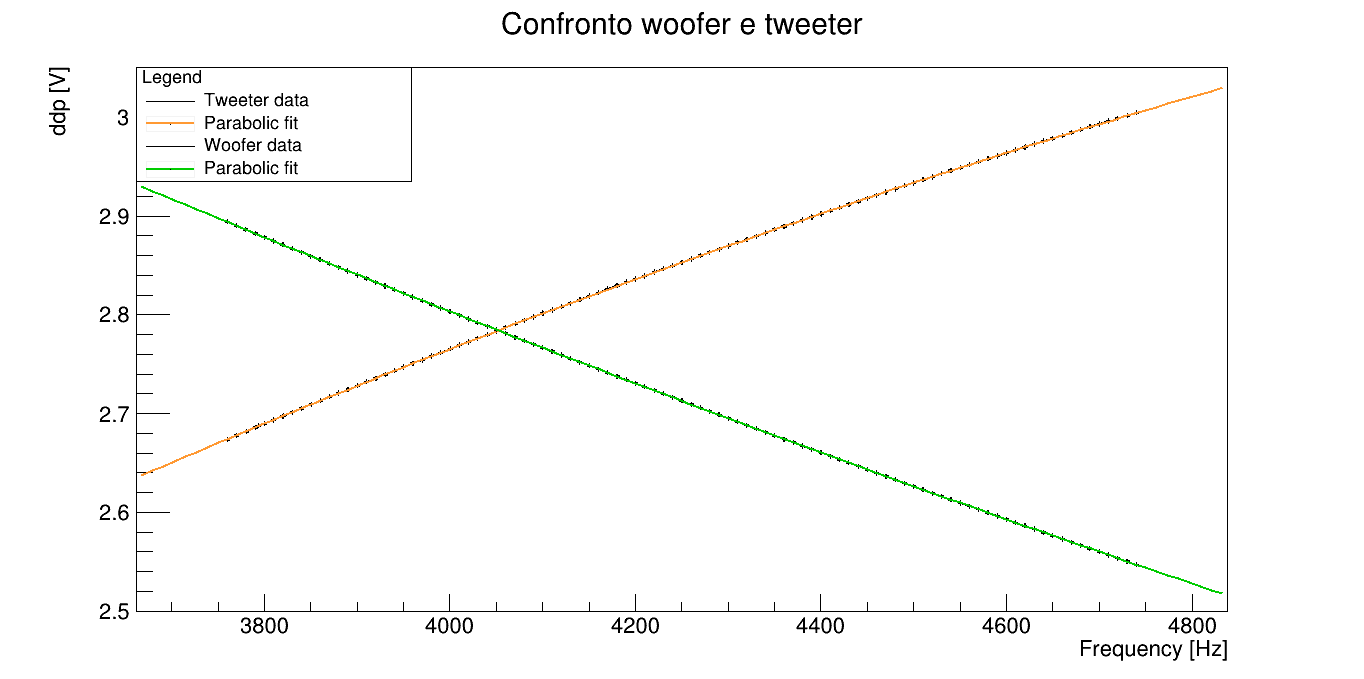 Confronto woofer e tweeter
ddp [V]
Legend
Tweeter data
Parabolic fit
Woofer data
Parabolic fit
3
2.9
2.8
2.7
2.6
2.5
3800 4000 4200 4400 4600 4800
Frequency [Hz]